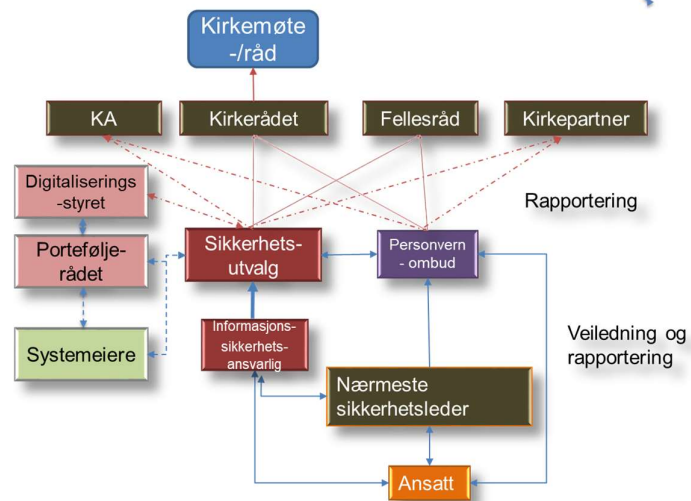 Kirkemøte
-/råd
KA
Kirkerådet
Fellesråd
Kirkepartner
Digitaliserings
-styret
Rapportering
Portefølje-
rådet
Sikkerhets-
utvalg
Personvern
- ombud
Systemeiere
Informasjons-
sikkerhets-
ansvarlig
Veiledning og
rapportering
Nærmeste
sikkerhetsleder
Ansatt